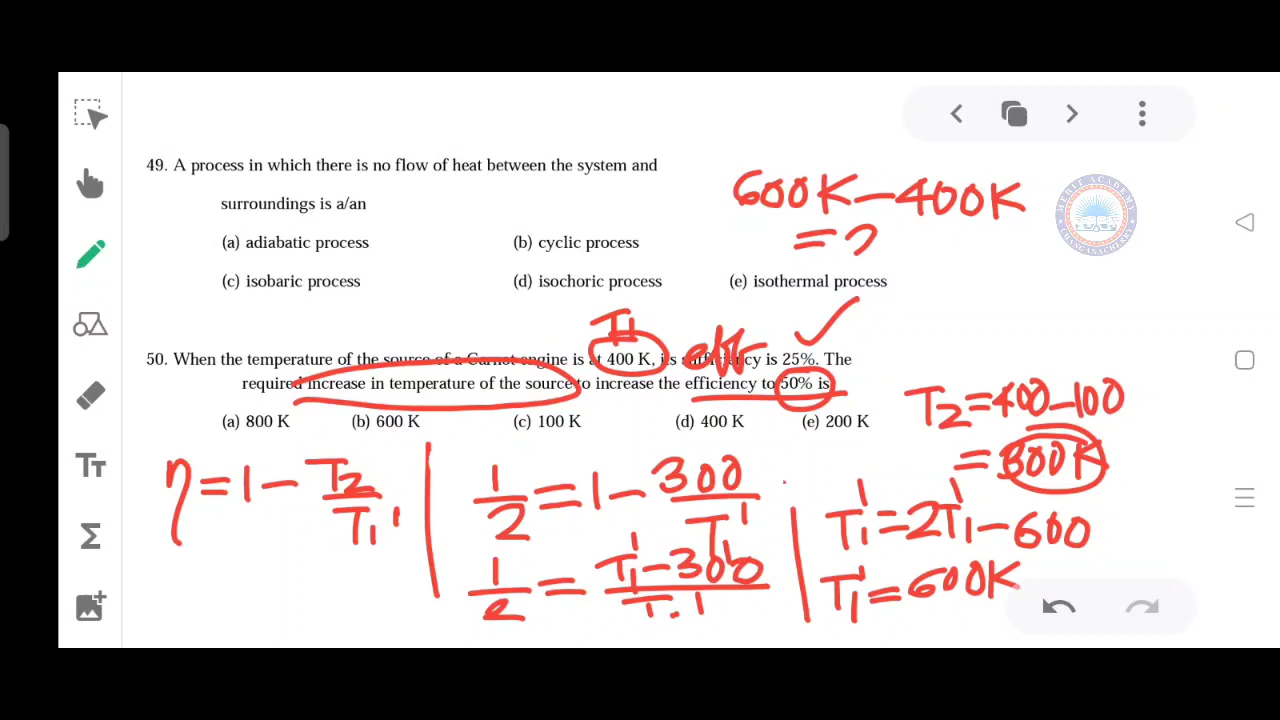 49. A process in which there is no flow of heat between the system and
surroundings is a/an
(a) adiabatic process (b) cyclic process
(c) isobaric process (d) isochoric process (e) isothermal process
600K-400K
=?
MERIT ACADEMY
CHANGANACHERRY
T1 eff
50. When the temperature of the source of a Carnot engine is at 400 K, its efficiency is 25%. The
required increase in temperature of the source to increase the efficiency to 50% is
(a) 800 K (b) 600 K (c) 100 K (d) 400 K (e) 200 K
T2=400-100
=300K
η=1-T2/T1'
1/2=1-300/T1'
1/2=T1'-300/T1'
T1'=2T1'-600
T1'=600K
Tт
Σ